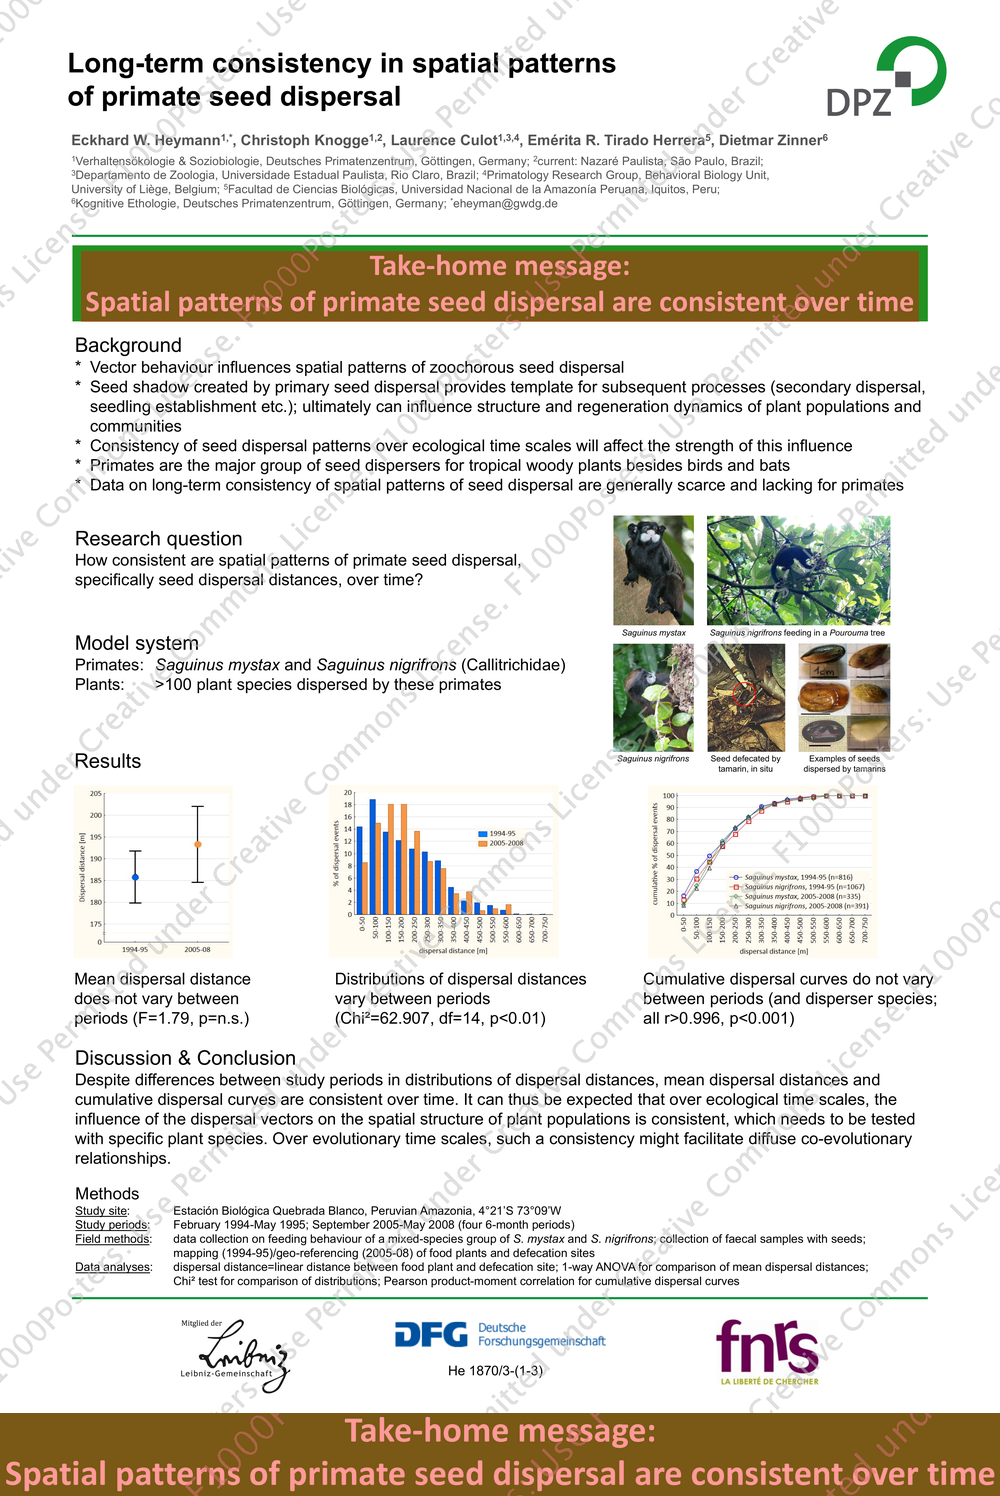 Long-term consistency in spatial patterns
of primate seed dispersal
DPZ
Eckhard W. Heymann1,*, Christoph Knogge1,2, Laurence Culot1,3,4, Emérita R. Tirado Herrera5, Dietmar Zinner6
1Verhaltensökologie & Soziobiologie, Deutsches Primatenzentrum, Göttingen, Germany; 2current: Nazaré Paulista, São Paulo, Brazil;
3Departamento de Zoologia, Universidade Estadual Paulista, Rio Claro, Brazil; 4Primatology Research Group, Behavioral Biology Unit,
University of Liège, Belgium; 5Facultad de Ciencias Biológicas, Universidad Nacional de la Amazonía Peruana, Iquitos, Peru;
6Kognitive Ethologie, Deutsches Primatenzentrum, Göttingen, Germany; *eheyman@gwdg.de
Take-home message:
Spatial patterns of primate seed dispersal are consistent over time
Background
* Vector behaviour influences spatial patterns of zoochorous seed dispersal
* Seed shadow created by primary seed dispersal provides template for subsequent processes (secondary dispersal,
seedling establishment etc.); ultimately can influence structure and regeneration dynamics of plant populations and
communities
* Consistency of seed dispersal patterns over ecological time scales will affect the strength of this influence
* Primates are the major group of seed dispersers for tropical woody plants besides birds and bats
* Data on long-term consistency of spatial patterns of seed dispersal are generally scarce and lacking for primates
Research question
How consistent are spatial patterns of primate seed dispersal,
specifically seed dispersal distances, over time?
Model system
Primates: Saguinus mystax and Saguinus nigrifrons (Callitrichidae)
Plants: >100 plant species dispersed by these primates
Saguinus mystax
Saguinus nigrifrons feeding in a Pourouma tree
1cm
Saguinus nigrifrons
Seed defecated by
tamarin, in situ
Examples of seeds
dispersed by tamarins
Results
Dispersal distance [m]
205
200
195
190
185
180
175
0
1994-95 2005-08
% of dispersal events
20
18
16
14
12
10
8
6
4
2
0
1994-95
2005-2008
0-50 50-100 100-150 150-200 200-250 250-300 300-350 350-400 400-450 450-500 500-550 550-600 600-650 650-700 700-750
dispersal distance [m]
cumulative % of dispersal events
100
90
80
70
60
50
40
30
20
10
0
Saguinus mystax, 1994-95 (n=816)
Saguinus nigrifrons, 1994-95 (n=1067)
Saguinus mystax, 2005-2008 (n=335)
Saguinus nigrifrons, 2005-2008 (n=391)
0-50 50-100 100-150 150-200 200-250 250-300 300-350 350-400 400-450 450-500 500-550 550-600 600-650 650-700 700-750
dispersal distance [m]
Mean dispersal distance
does not vary between
periods (F=1.79, p=n.s.)
Distributions of dispersal distances
vary between periods
(Chi²=62.907, df=14, p<0.01)
Cumulative dispersal curves do not vary
between periods (and disperser species;
all r>0.996, p<0.001)
Discussion & Conclusion
Despite differences between study periods in distributions of dispersal distances, mean dispersal distances and
cumulative dispersal curves are consistent over time. It can thus be expected that over ecological time scales, the
influence of the dispersal vectors on the spatial structure of plant populations is consistent, which needs to be tested
with specific plant species. Over evolutionary time scales, such a consistency might facilitate diffuse co-evolutionary
relationships.
Methods
Study site: Estación Biológica Quebrada Blanco, Peruvian Amazonia, 4°21'S 73°09'W
Study periods: February 1994-May 1995; September 2005-May 2008 (four 6-month periods)
Field methods: data collection on feeding behaviour of a mixed-species group of S. mystax and S. nigrifrons; collection of faecal samples with seeds;
mapping (1994-95)/geo-referencing (2005-08) of food plants and defecation sites
Data analyses: dispersal distance=linear distance between food plant and defecation site; 1-way ANOVA for comparison of mean dispersal distances;
Chi² test for comparison of distributions; Pearson product-moment correlation for cumulative dispersal curves
Mitglied der
Leibniz
Leibniz-Gemeinschaft
DFG Deutsche
Forschungsgemeinschaft
He 1870/3-(1-3)
fnrs
LA LIBERTÉ DE CHERCHER
Take-home message:
Spatial patterns of primate seed dispersal are consistent over time
F1000Posters: Use Permitted under Creative Commons License.